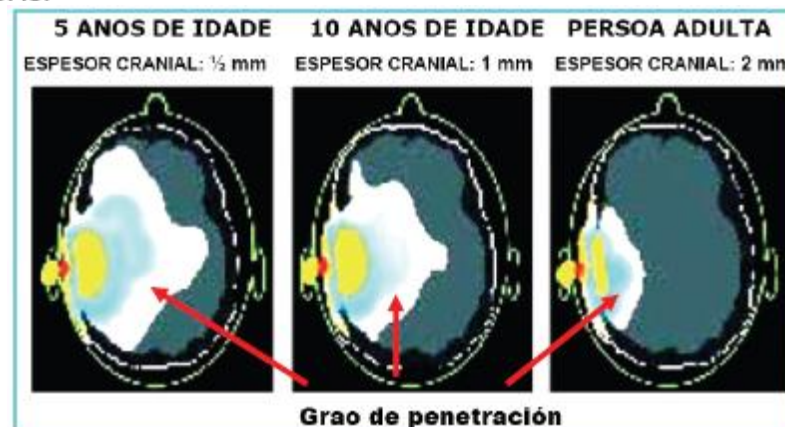 5 ANOS DE IDADE 10 ANOS DE IDADE PERSOA ADULTA
ESPESOR CRANIAL: ½ mm ESPESOR CRANIAL: 1 mm ESPESOR CRANIAL: 2 mm
Grao de penetración